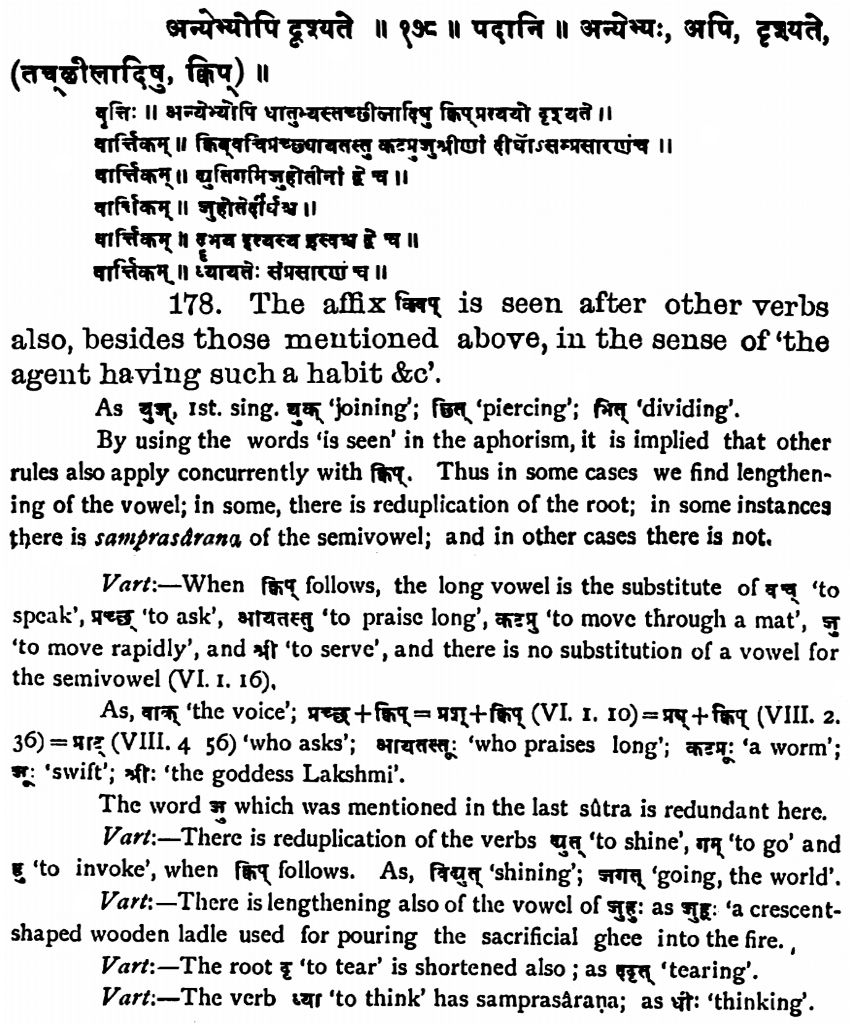 अन्येभ्योपि दृश्यते ॥ १७८ ॥ पदानि ॥ अन्येभ्यः, अपि, दृश्यते,
(तच्छीलादिषु, क्विप्) ॥
वृत्तिः ॥ अन्येभ्योपि धातुभ्यस्तच्छीलादिषु क्विप्प्रत्ययो दृश्यते ॥
वार्त्तिकम् ॥ क्विब्वचिप्रच्छ्यायतस्तु कटप्रुजुश्रीणां दीर्घोऽसम्प्रसारणंच ॥
वार्त्तिकम् ॥ द्युतिगमिजुहोतीनां द्वे च ॥
वार्त्तिकम् ॥ जुहोतेर्दीर्घश्च ॥
वार्त्तिकम् ॥ इत्यस्य ह्रस्वश्च द्वे च ॥
वार्त्तिकम् ॥ ध्यायतेः संप्रसारणं च ॥
178. The affix क्विप् is seen after other verbs
also, besides those mentioned above, in the sense of 'the
agent having such a habit &c'.
As युज्, 1st. sing. युक् 'joining'; छित् 'piercing'; भित् 'dividing'.
By using the words 'is seen' in the aphorism, it is implied that other
rules also apply concurrently with क्विप्. Thus in some cases we find lengthen-
ing of the vowel; in some, there is reduplication of the root; in some instances
there is samprasârana of the semivowel; and in other cases there is not.
Vart:—When क्विप् follows, the long vowel is the substitute of वच् 'to
speak', प्रच्छ् 'to ask', आयतस्तु 'to praise long', कटप्रु 'to move through a mat', जु
'to move rapidly', and श्री 'to serve', and there is no substitution of a vowel for
the semivowel (VI. 1. 16).
As, वाक् 'the voice'; प्रच्छ् + क्विप् = प्रश् + क्विप् (VI. 1. 10) = प्रष् + क्विप् (VIII. 2.
36) = प्राट् (VIII. 4 56) 'who asks'; आयतस्तूः 'who praises long'; कटप्रूः 'a worm';
जूः 'swift'; श्रीः 'the goddess Lakshmi'.
The word जु which was mentioned in the last sûtra is redundant here.
Vart:—There is reduplication of the verbs द्युत् 'to shine', गम् 'to go' and
हु 'to invoke', when क्विप् follows. As, विद्युत् 'shining'; जगत् 'going, the world'.
Vart:—There is lengthening also of the vowel of जुहुः as जुहूः 'a crescent-
shaped wooden ladle used for pouring the sacrificial ghee into the fire.
Vart:—The root दृ 'to tear' is shortened also; as ददृत् 'tearing'.
Vart:—The verb ध्या 'to think' has samprasâraṇa; as धीः 'thinking'.